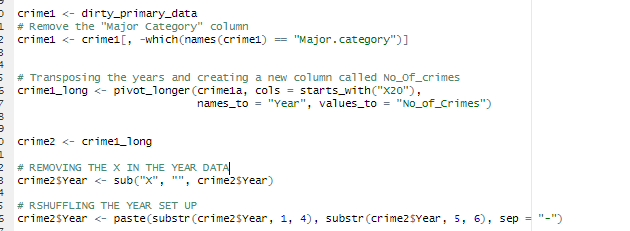 crime1 <- dirty_primary_data
# Remove the "Major Category" column
crime1 <- crime1[, -which(names(crime1) == "Major.category")]
# Transposing the years and creating a new column called No_Of_crimes
crime1_long <- pivot_longer(crime1a, cols = starts_with("X20"),
names_to = "Year", values_to = "No_of_Crimes")
crime2 <- crime1_long
# REMOVING THE X IN THE YEAR DATA
crime2$Year <- sub("X", "", crime2$Year)
# RSHUFFLING THE YEAR SET UP
crime2$Year <- paste(substr(crime2$Year, 1, 4), substr(crime2$Year, 5, 6), sep = "-")